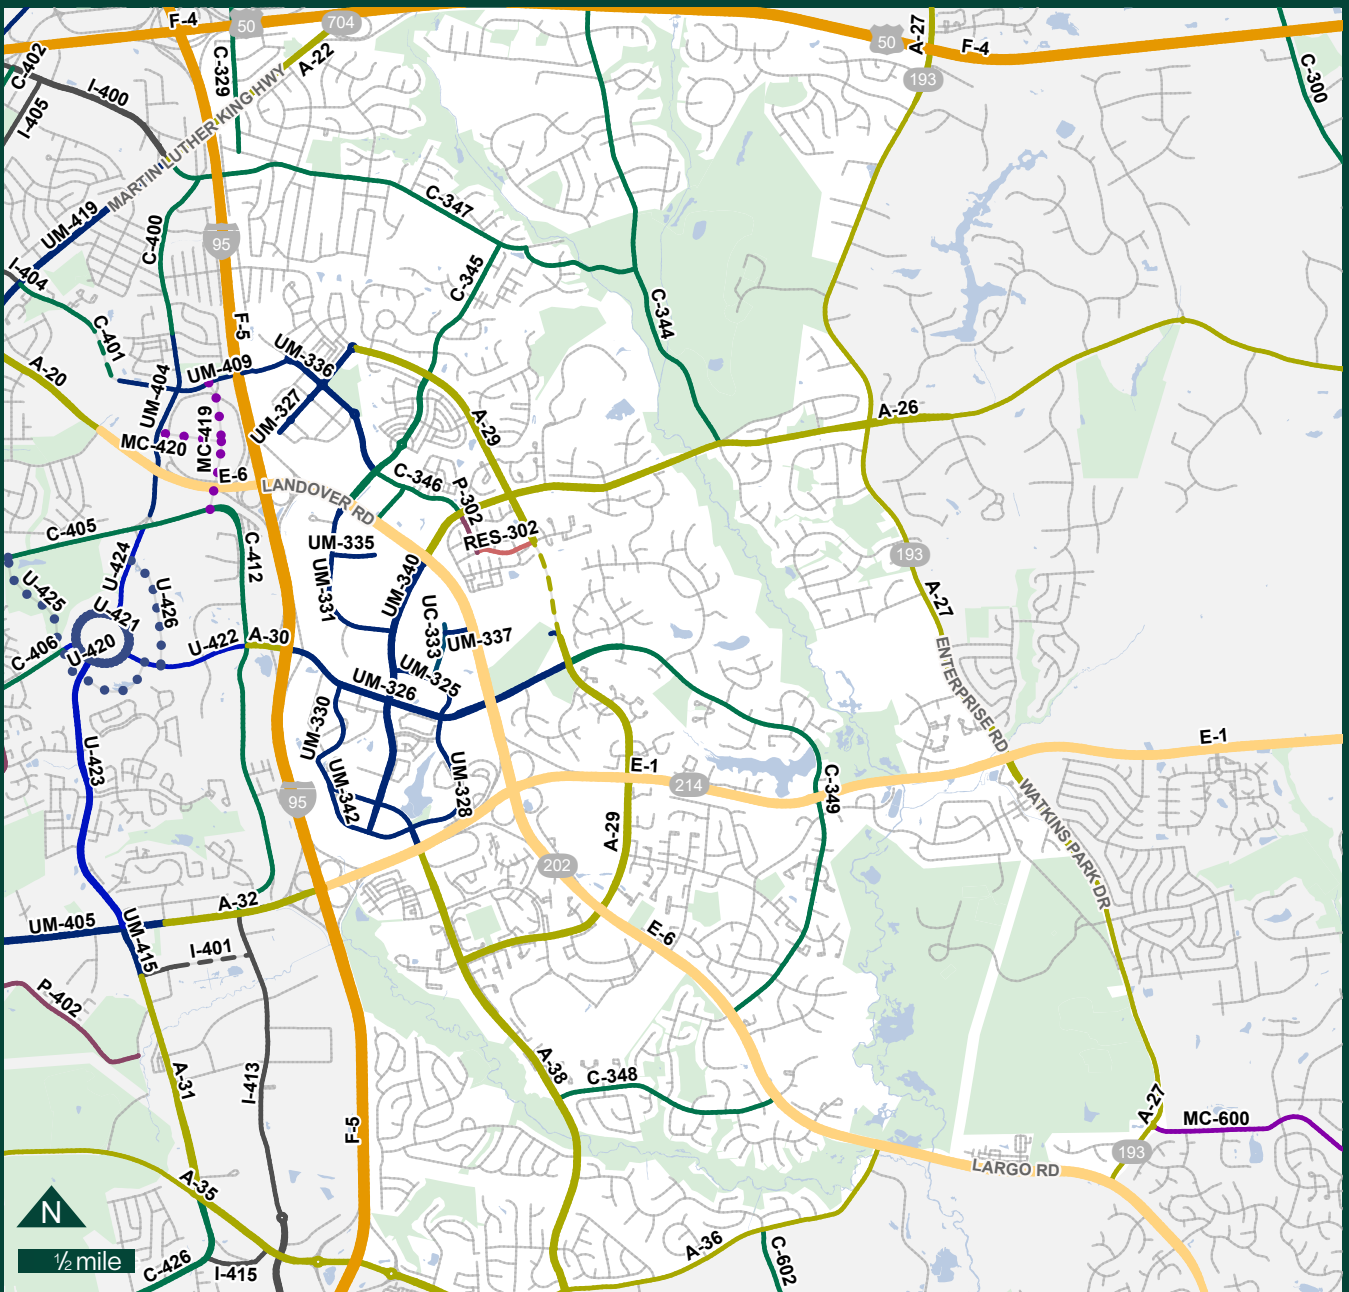 F-4
50
704
A-22
C-329
C-402
I-405
I-400
MARTIN LUTHER KING HWY
50
A-27
F-4
193
C-300
UM-419
C-400
95
C-347
I-404
C-401
F-5
C-345
C-344
A-20
UM-409
UM-336
UM-404
UM-327
MC-419
MC-420
E-6
A-29
A-26
LANDOVER RD
C-346
P-302
RES-302
C-405
C-412
UM-335
U-424
UM-331
UM-340
193
A-27
U-425
U-426
U-421
U-420
C-406
U-422
A-30
UC-333
UM-337
UM-325
UM-326
ENTERPRISE RD
UM-330
U-423
UM-342
UM-328
95
E-1
214
C-349
E-1
WATKINS PARK DR
A-29
202
A-32
UM-405
UM-415
I-401
E-6
P-402
A-31
I-413
A-38
C-348
F-5
A-27
MC-600
193
LARGO RD
A-35
N
½ mile
C-426
I-415
A-36
C-602